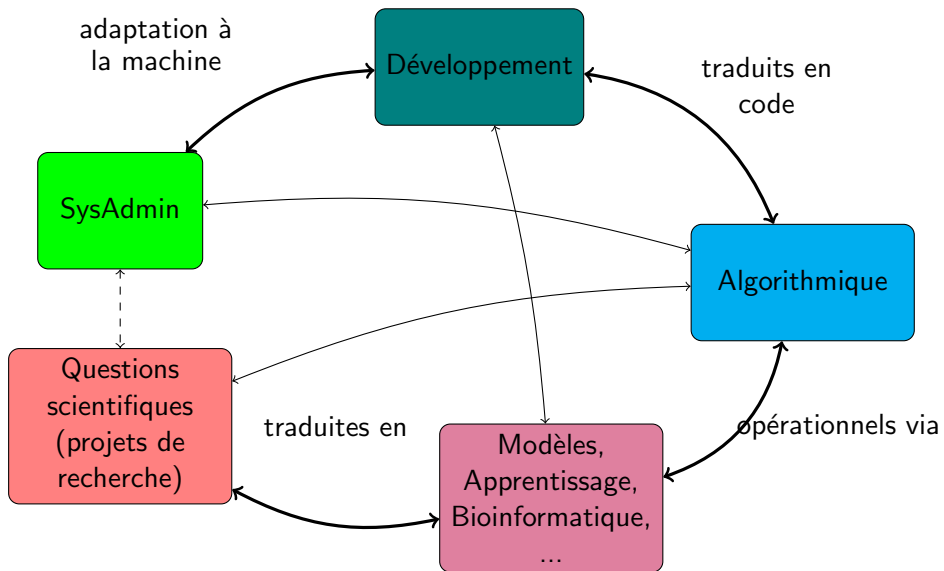 adaptation à
la machine
Développement
traduits en
code
SysAdmin
Algorithmique
Questions
scientifiques
(projets de
recherche)
traduites en
Modèles,
Apprentissage,
Bioinformatique,
...
opérationnels via